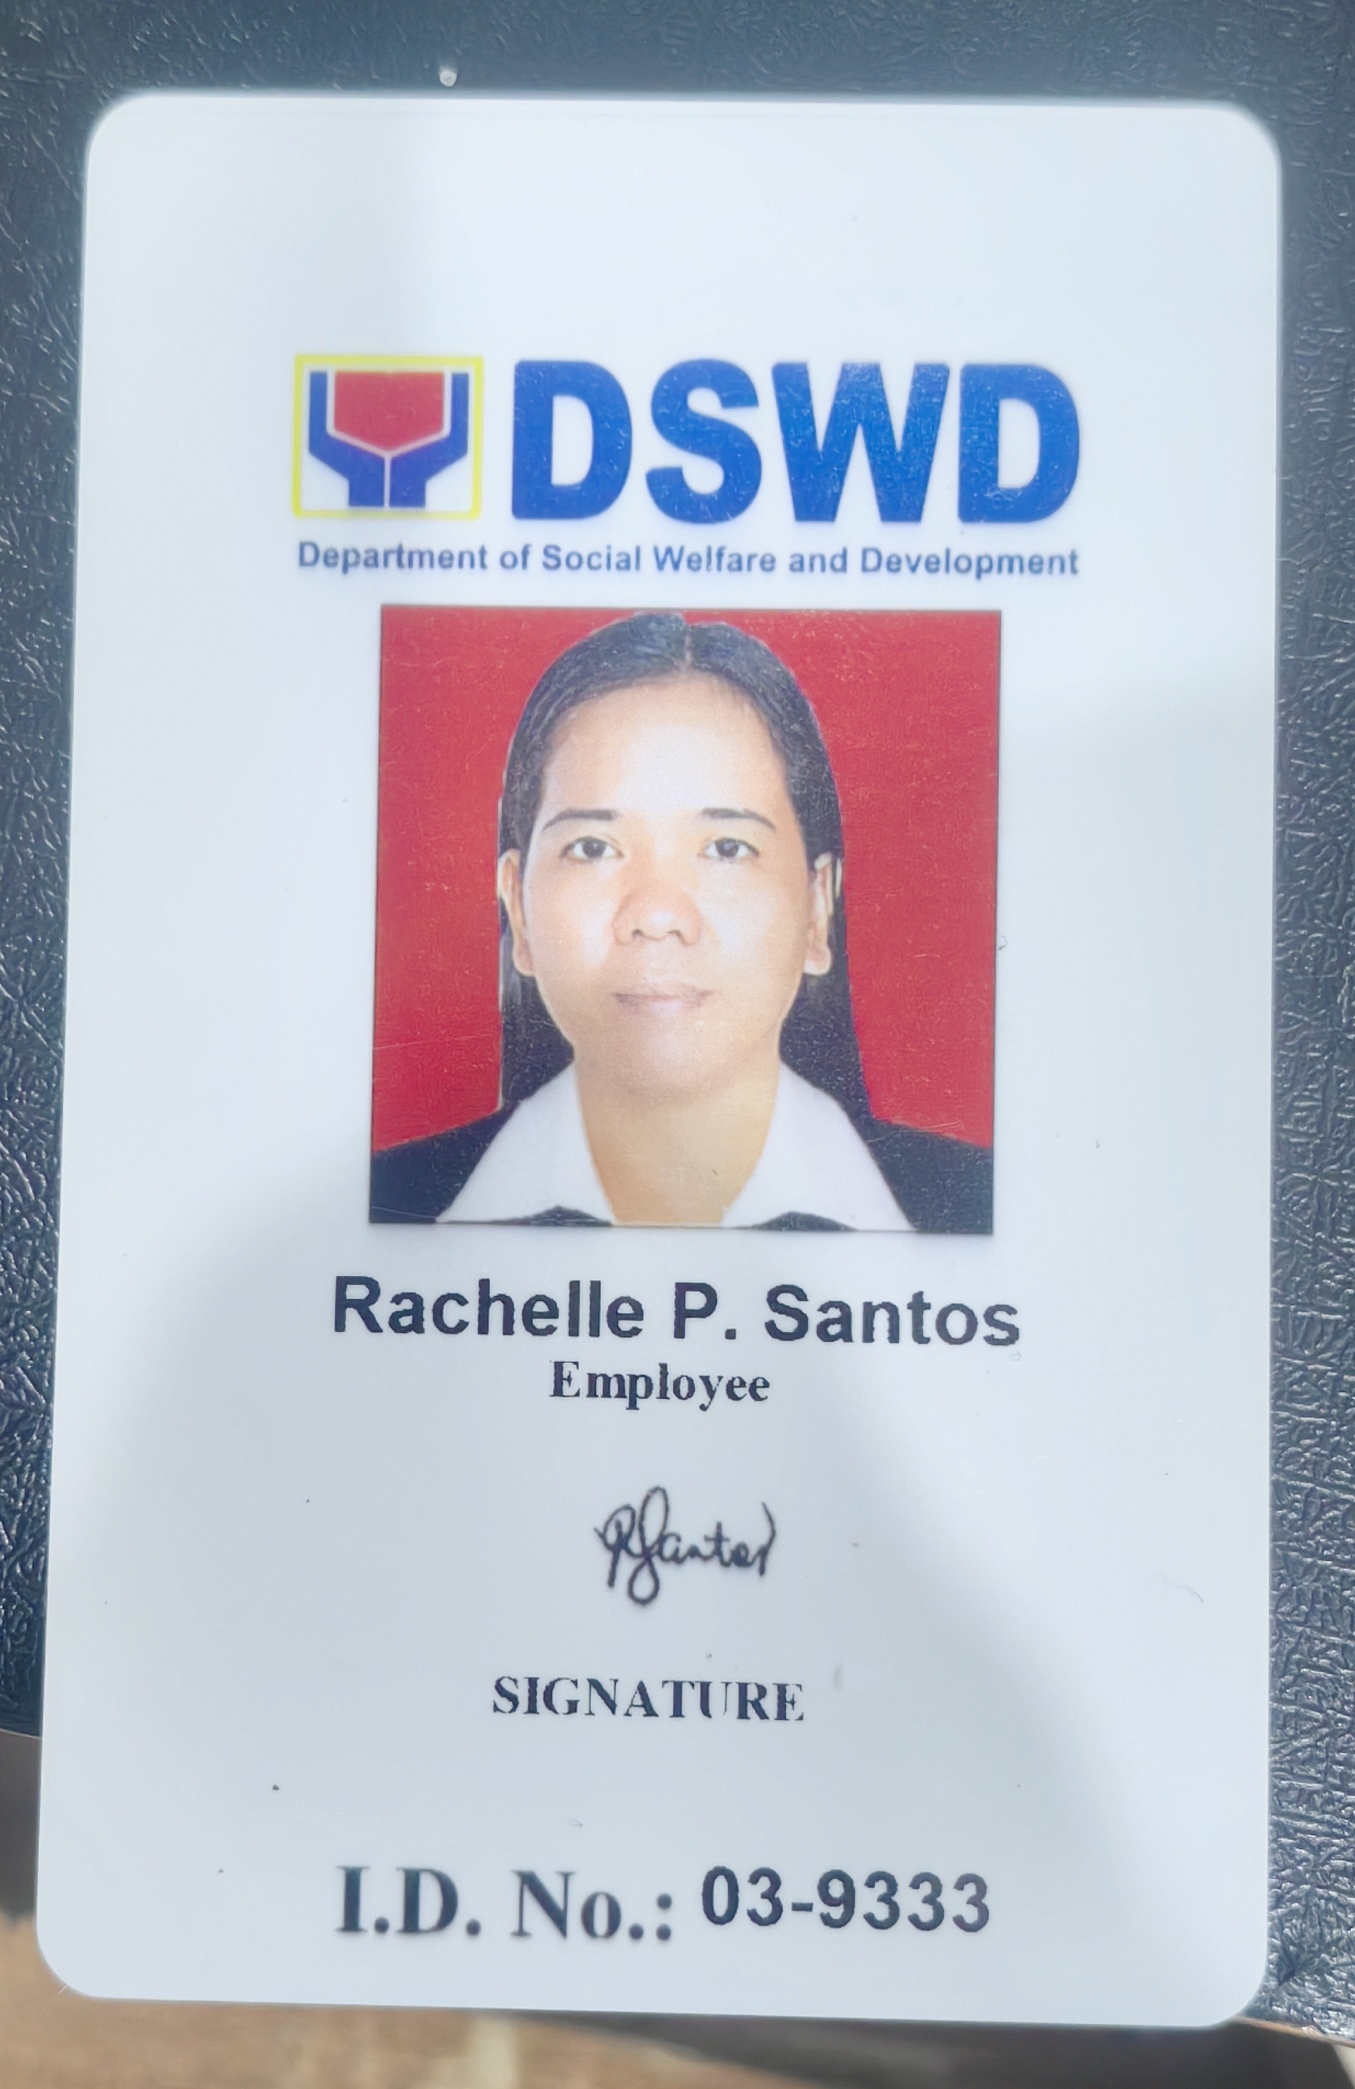 DSWD
Department of Social Welfare and Development
Rachelle P. Santos
Employee
RSantos
SIGNATURE
I.D. No.: 03-9333